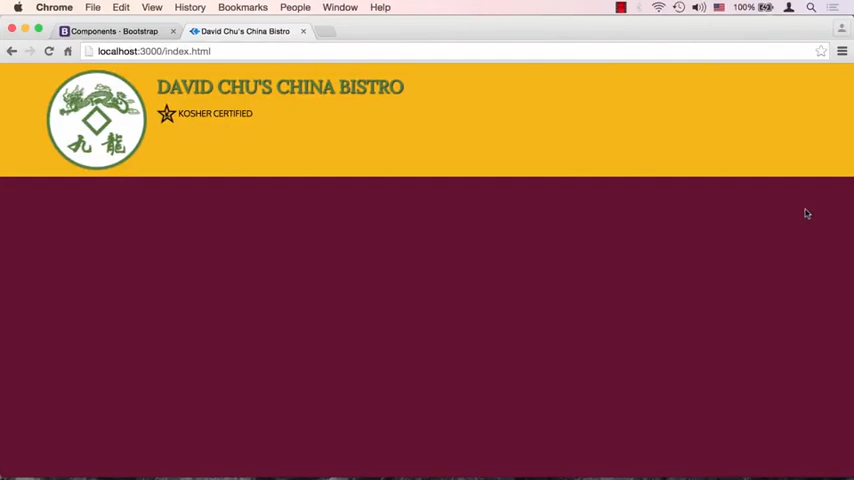 Chrome File Edit View History Bookmarks People Window Help 100%
Components · Bootstrap David Chu's China Bistro
localhost:3000/index.html
DAVID CHU'S CHINA BISTRO
KOSHER CERTIFIED
九龍